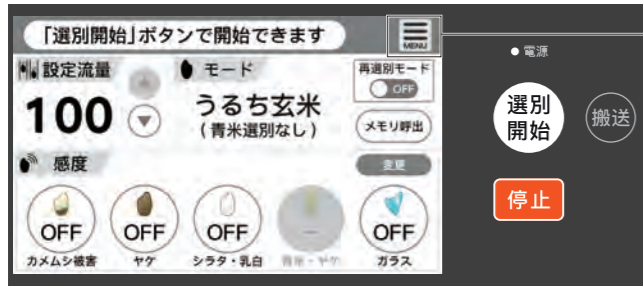 「選別開始」ボタンで開始できます
MENU
設定流量
100
モード
うるち玄米
(青米選別なし)
再選別モード
OFF
メモリ呼出
感度
変更
OFF
カメムシ被害
OFF
ヤケ
OFF
シラタ・乳白
青米・ヤケ
OFF
ガラス
電源
選別
開始
搬送
停止